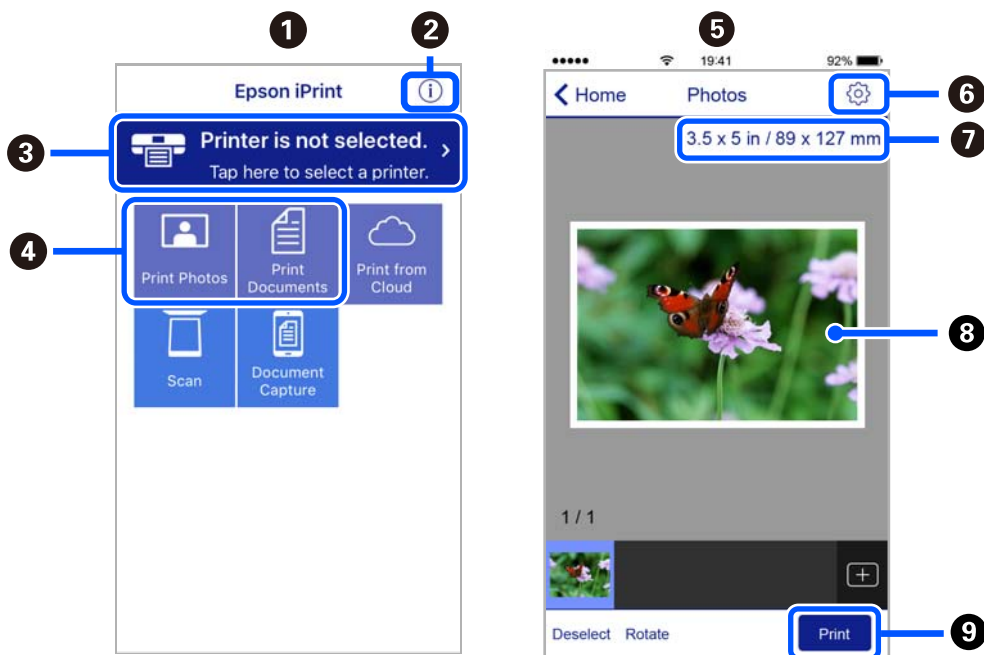 1
2
Epson iPrint
3
Printer is not selected.
Tap here to select a printer.
4
Print Photos
Print
Documents
Print from
Cloud
Scan
Document
Capture
5
19:41
92%
Home
Photos
6
3.5 x 5 in / 89 x 127 mm
7
8
1 / 1
Deselect
Rotate
Print
9